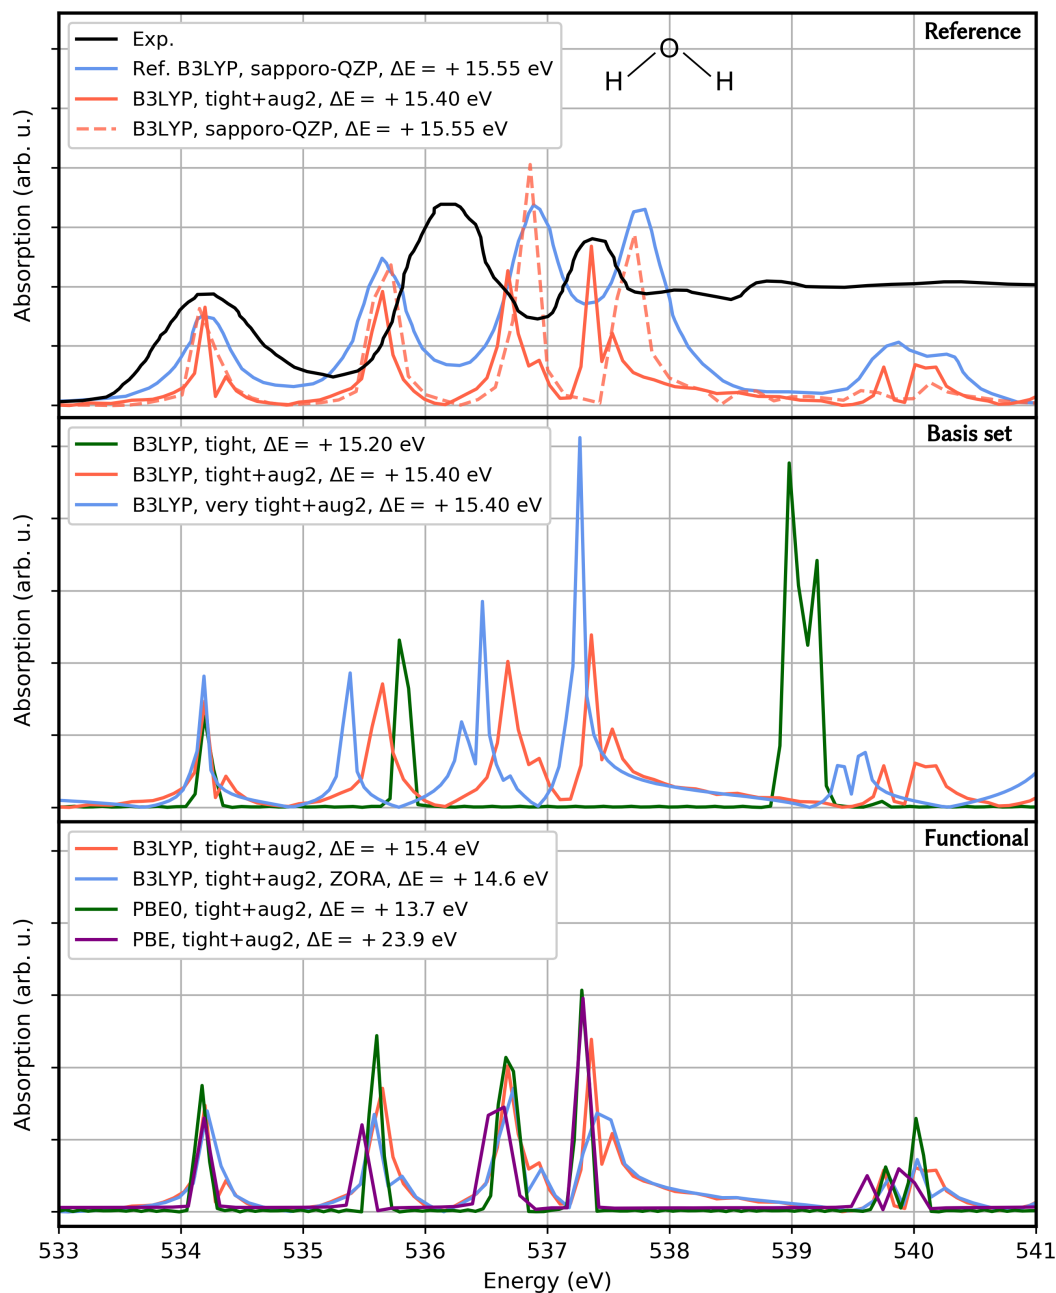 Reference
Exp.
Ref. B3LYP, sapporo-QZP, ΔE = +15.55 eV
B3LYP, tight+aug2, ΔE = +15.40 eV
B3LYP, sapporo-QZP, ΔE = +15.55 eV
O
H H
Absorption (arb. u.)
Basis set
B3LYP, tight, ΔE = +15.20 eV
B3LYP, tight+aug2, ΔE = +15.40 eV
B3LYP, very tight+aug2, ΔE = +15.40 eV
Absorption (arb. u.)
Functional
B3LYP, tight+aug2, ΔE = +15.4 eV
B3LYP, tight+aug2, ZORA, ΔE = +14.6 eV
PBE0, tight+aug2, ΔE = +13.7 eV
PBE, tight+aug2, ΔE = +23.9 eV
Absorption (arb. u.)
533 534 535 536 537 538 539 540 541
Energy (eV)